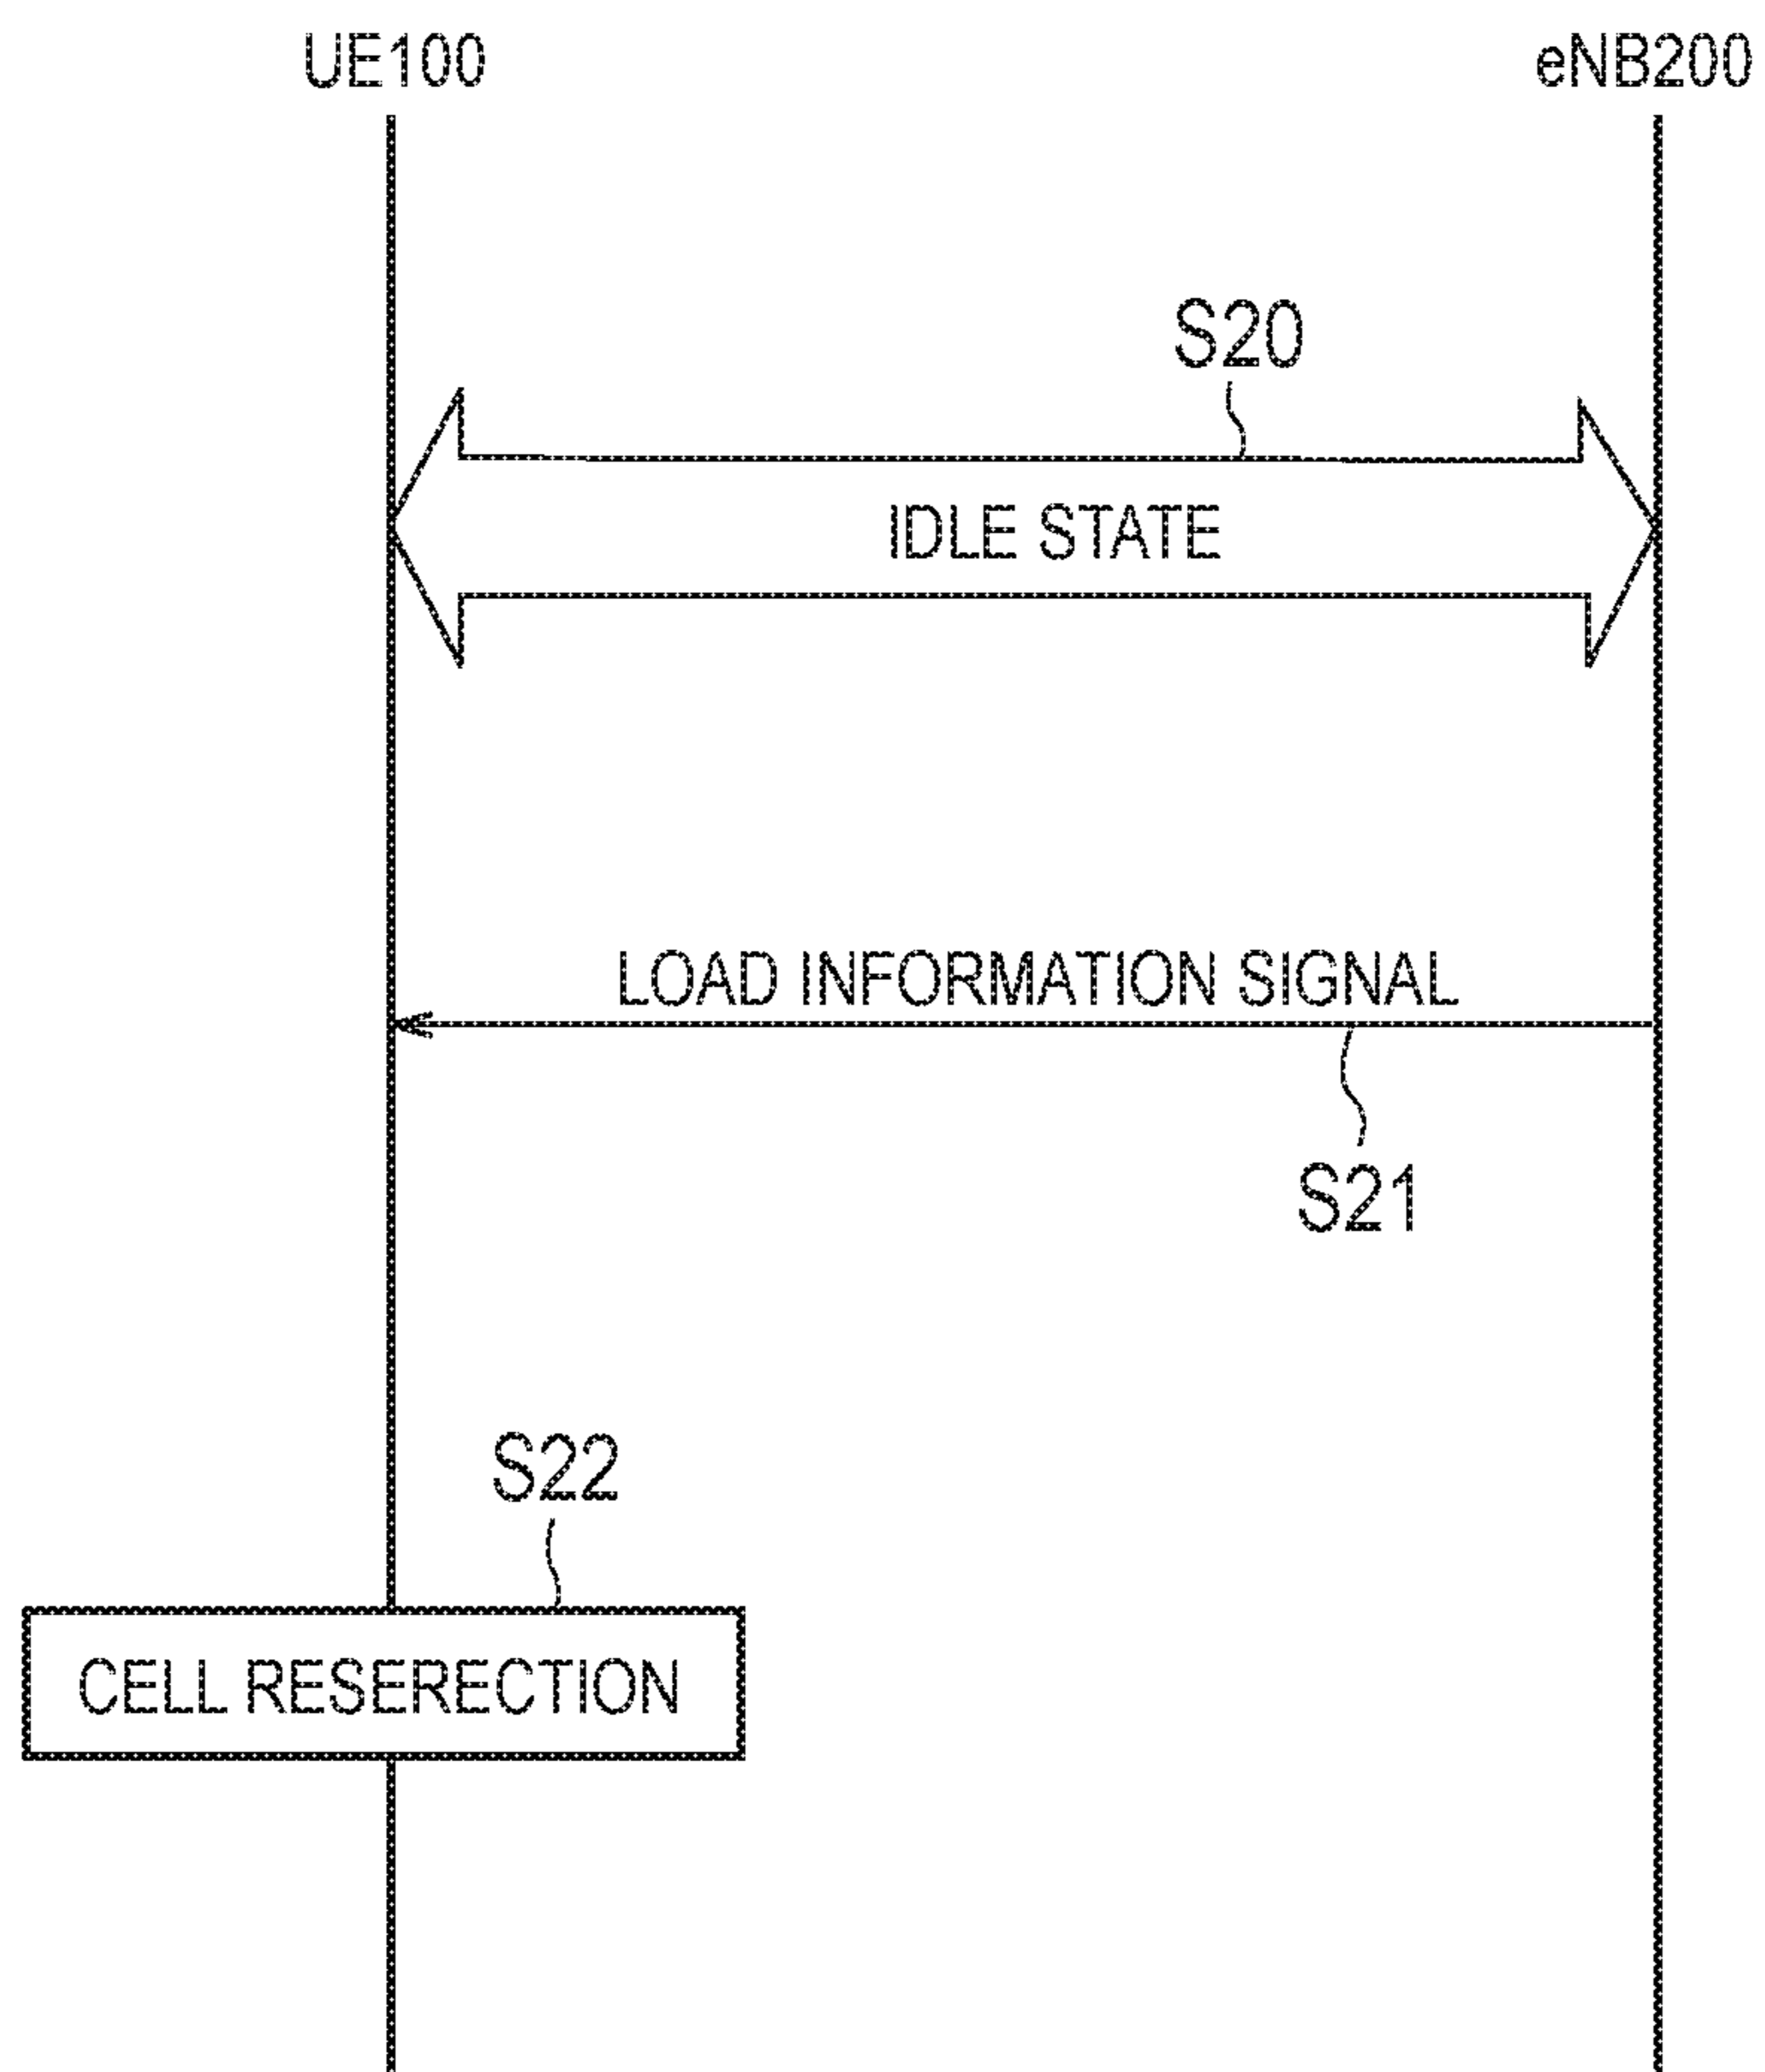 UE100
eNB200
S20
IDLE STATE
LOAD INFORMATION SIGNAL
S21
S22
CELL RESERECTION